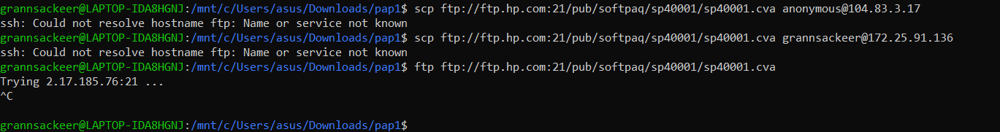 grannsackeer@LAPTOP-IDA8HGNJ:/mnt/c/Users/asus/Downloads/pap1$ scp ftp://ftp.hp.com:21/pub/softpaq/sp40001/sp40001.cva anonymous@104.83.3.17
ssh: Could not resolve hostname ftp: Name or service not known
grannsackeer@LAPTOP-IDA8HGNJ:/mnt/c/Users/asus/Downloads/pap1$ scp ftp://ftp.hp.com:21/pub/softpaq/sp40001/sp40001.cva grannsackeer@172.25.91.136
ssh: Could not resolve hostname ftp: Name or service not known
grannsackeer@LAPTOP-IDA8HGNJ:/mnt/c/Users/asus/Downloads/pap1$ ftp ftp://ftp.hp.com:21/pub/softpaq/sp40001/sp40001.cva
Trying 2.17.185.76:21 ...
^C
grannsackeer@LAPTOP-IDA8HGNJ:/mnt/c/Users/asus/Downloads/pap1$